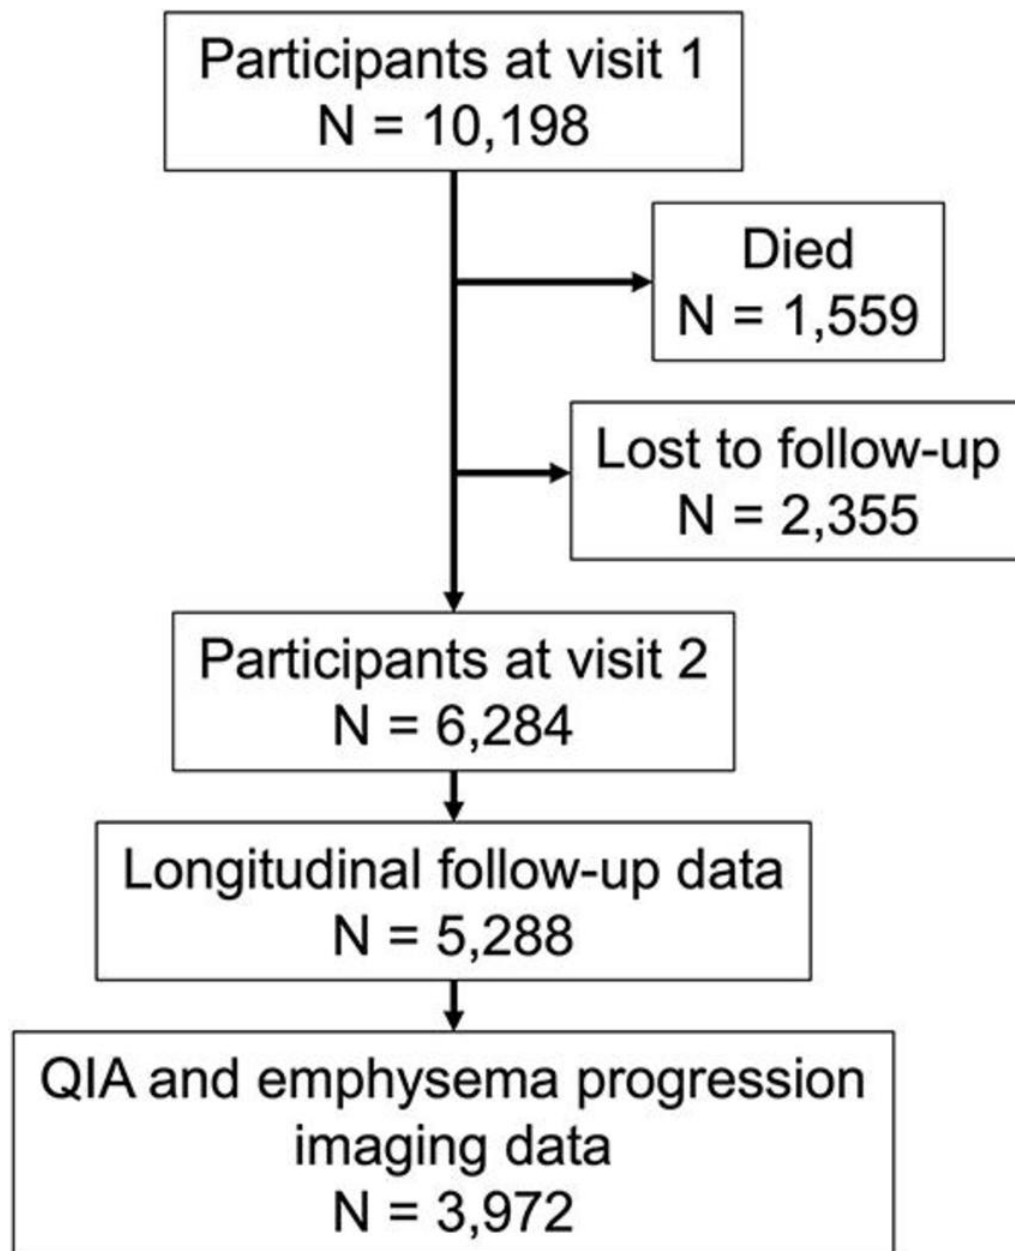 Participants at visit 1
N = 10,198
Died
N = 1,559
Lost to follow-up
N = 2,355
Participants at visit 2
N = 6,284
Longitudinal follow-up data
N = 5,288
QIA and emphysema progression
imaging data
N = 3,972